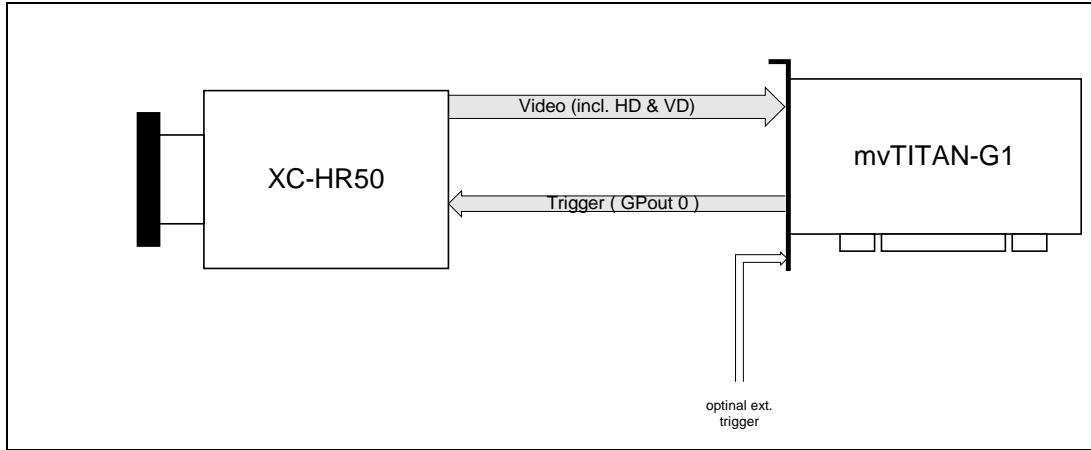 Video (incl. HD & VD)
XC-HR50
mvTITAN-G1
Trigger ( GPout 0 )
optinal ext.
trigger